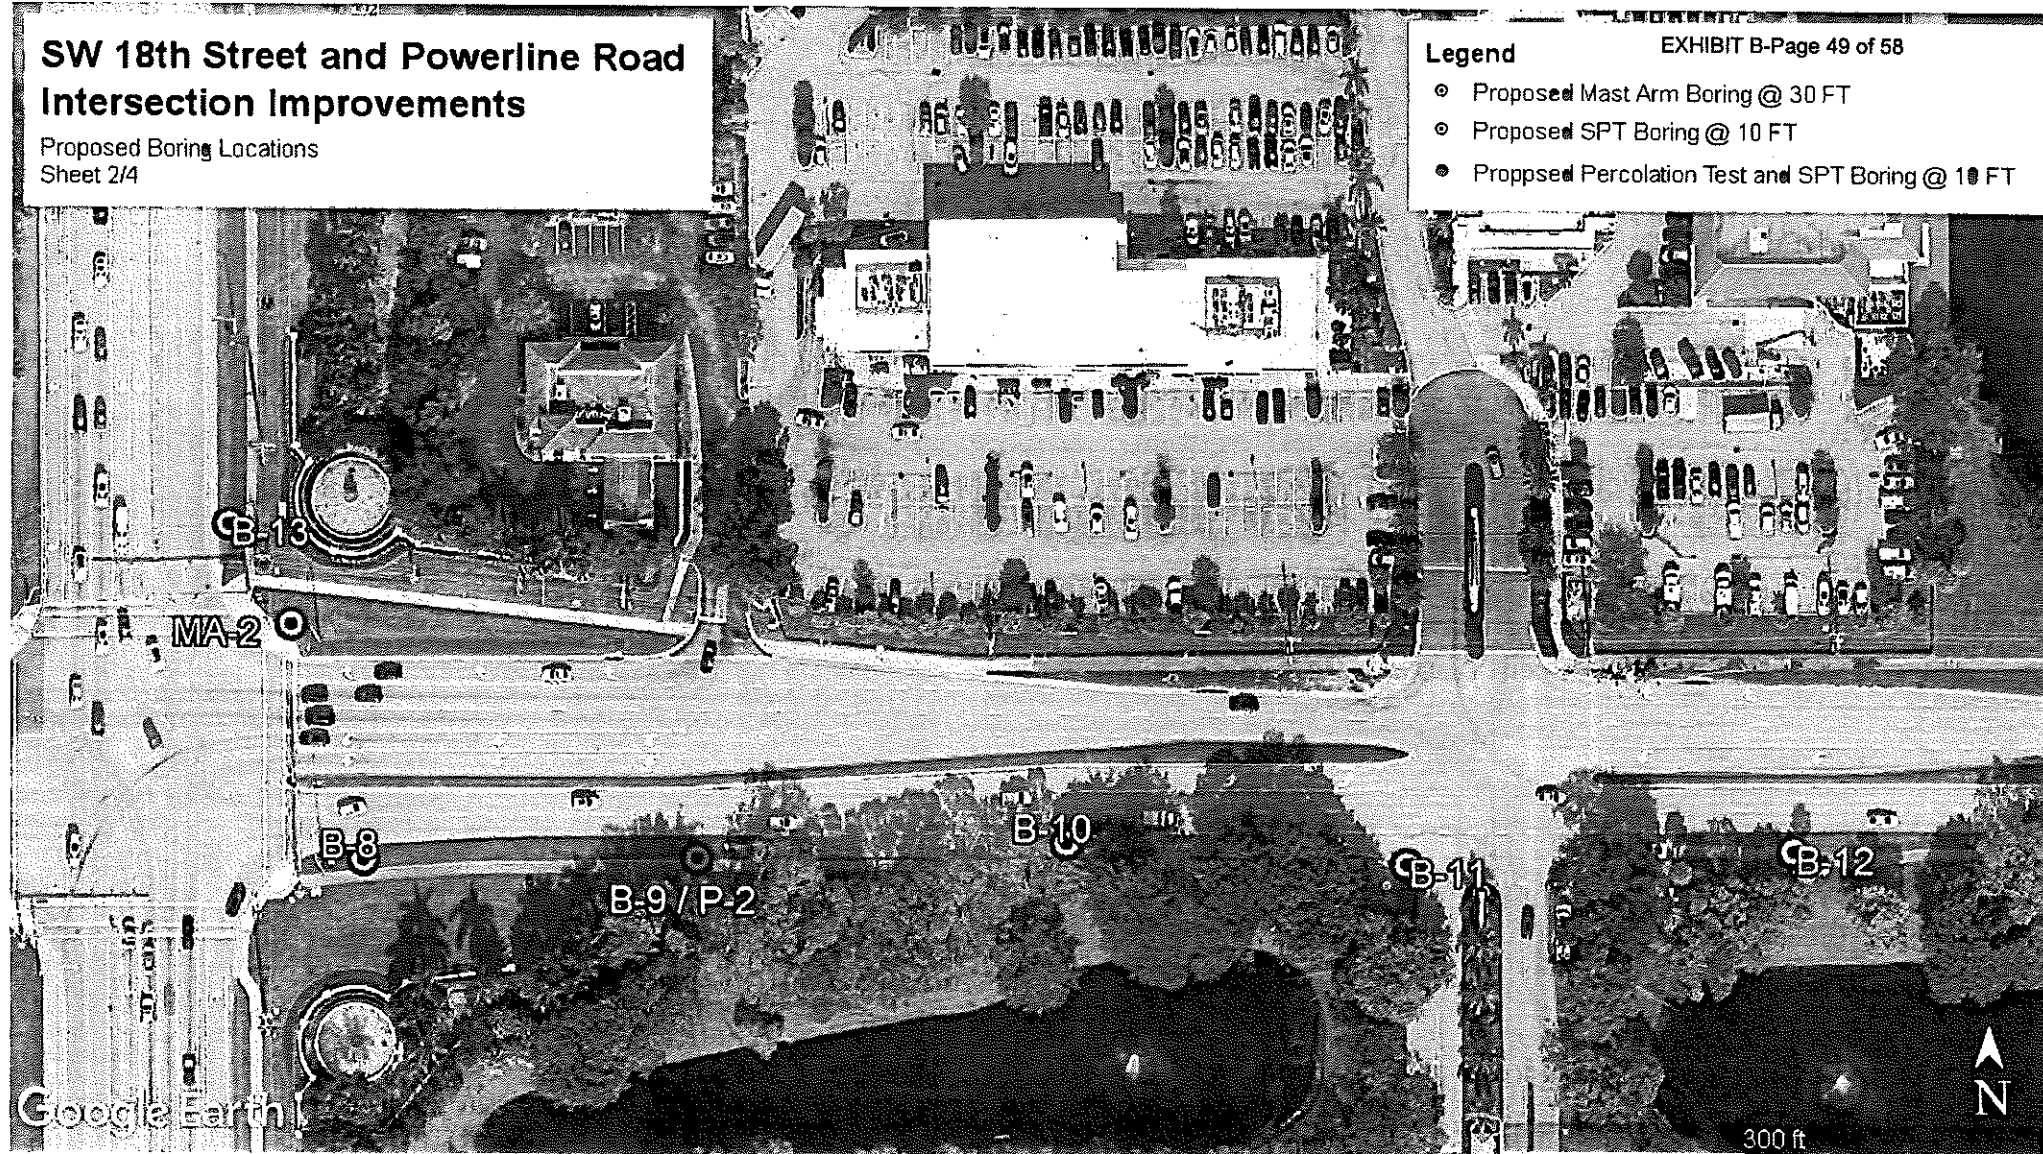 SW 18th Street and Powerline Road
Intersection Improvements
Proposed Boring Locations
Sheet 2/4
EXHIBIT B-Page 49 of 58
Legend
Proposed Mast Arm Boring @ 30 FT
Proposed SPT Boring @ 10 FT
Proppsed Percolation Test and SPT Boring @ 10 FT
B-13
MA-2
B-8
B-9 / P-2
B-10
B-11
B-12
Google Earth
N
300 ft